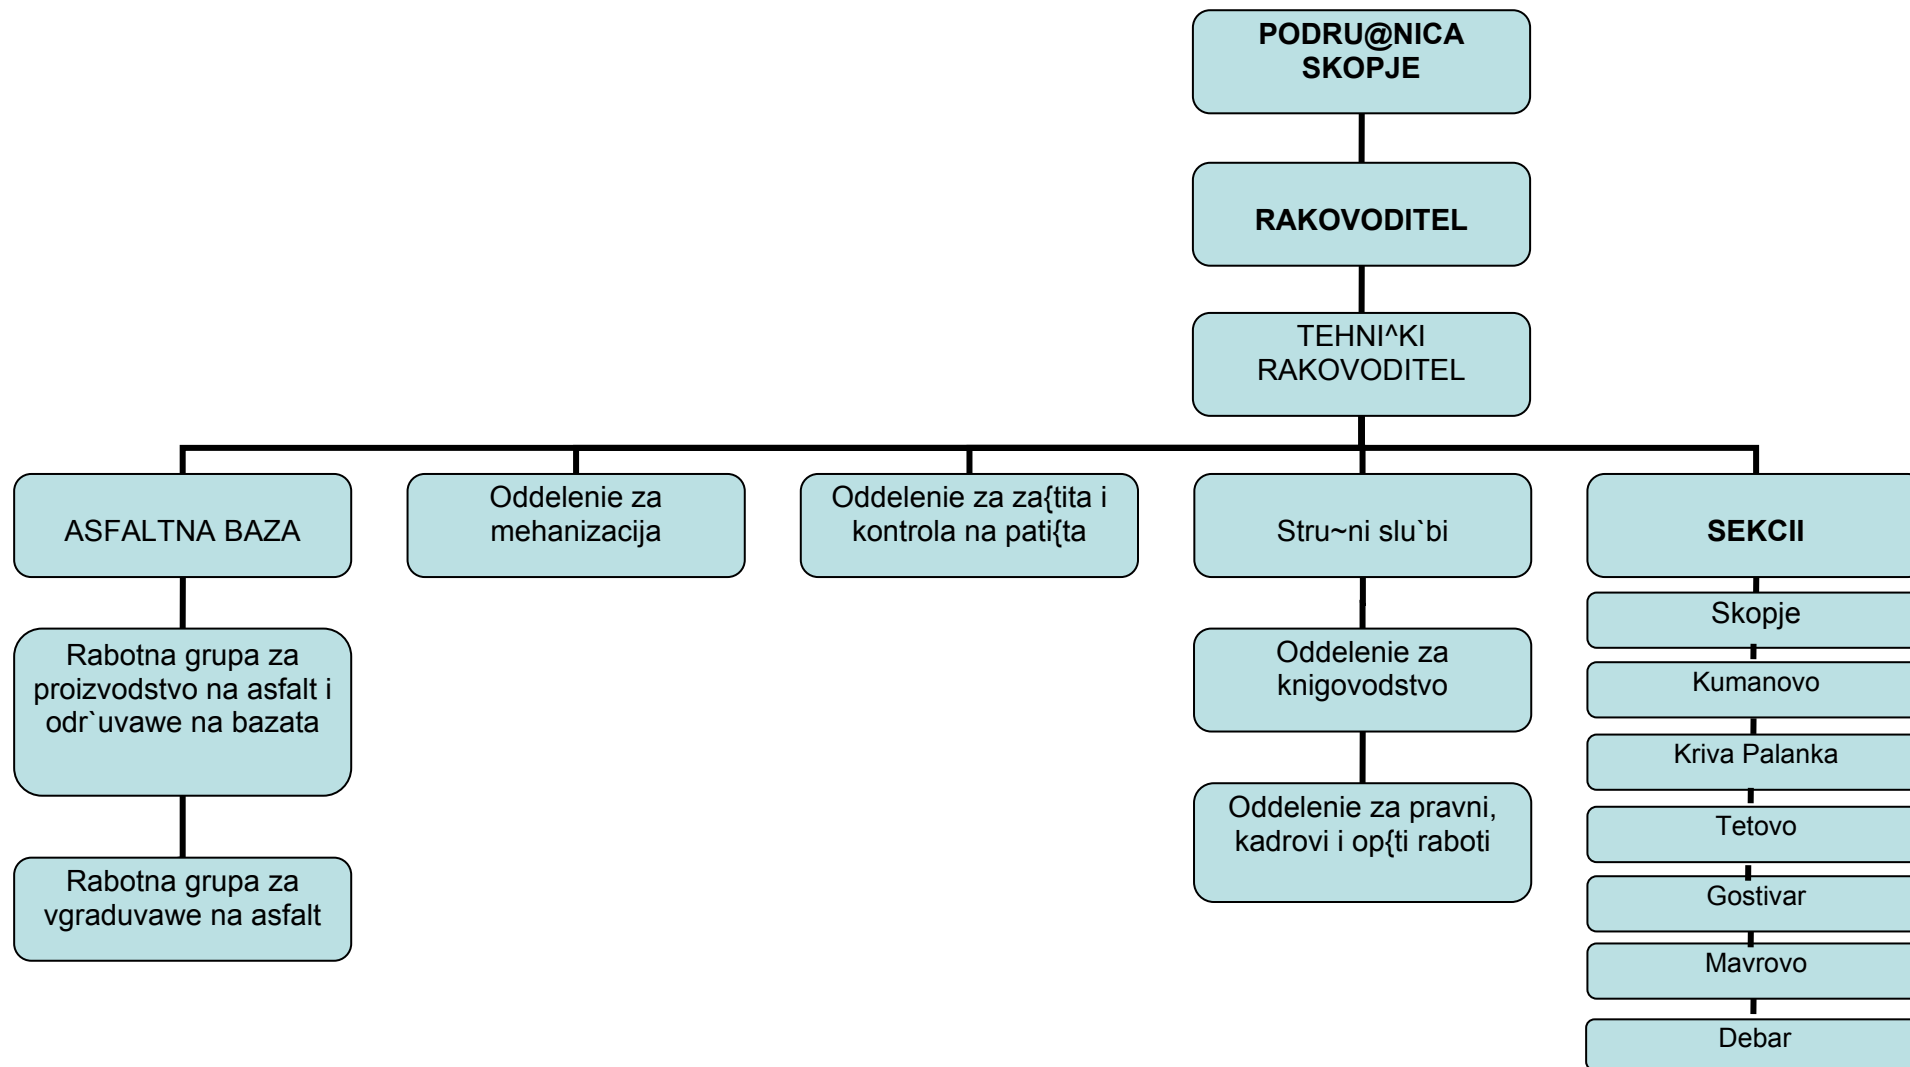 PODRU@NICA
SKOPJE
RAKOVODITEL
TEHNI^KI
RAKOVODITEL
ASFALTNA BAZA
Oddelenie za
mehanizacija
Oddelenie za za{tita i
kontrola na pati{ta
Stru~ni slu`bi
SEKCII
Rabotna grupa za
proizvodstvo na asfalt i
odr`uvawe na bazata
Rabotna grupa za
vgraduvawe na asfalt
Oddelenie za
knigovodstvo
Oddelenie za pravni,
kadrovi i op{ti raboti
Skopje
Kumanovo
Kriva Palanka
Tetovo
Gostivar
Mavrovo
Debar